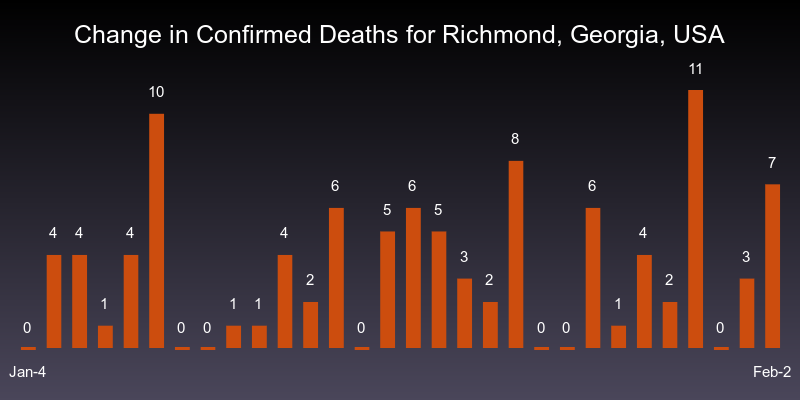 Change in Confirmed Deaths for Richmond, Georgia, USA
0 4 4 1 4 10 0 0 1 1 4 2 6 0 5 6 5 3 2 8 0 0 6 1 4 2 11 0 3 7
Jan-4 Feb-2